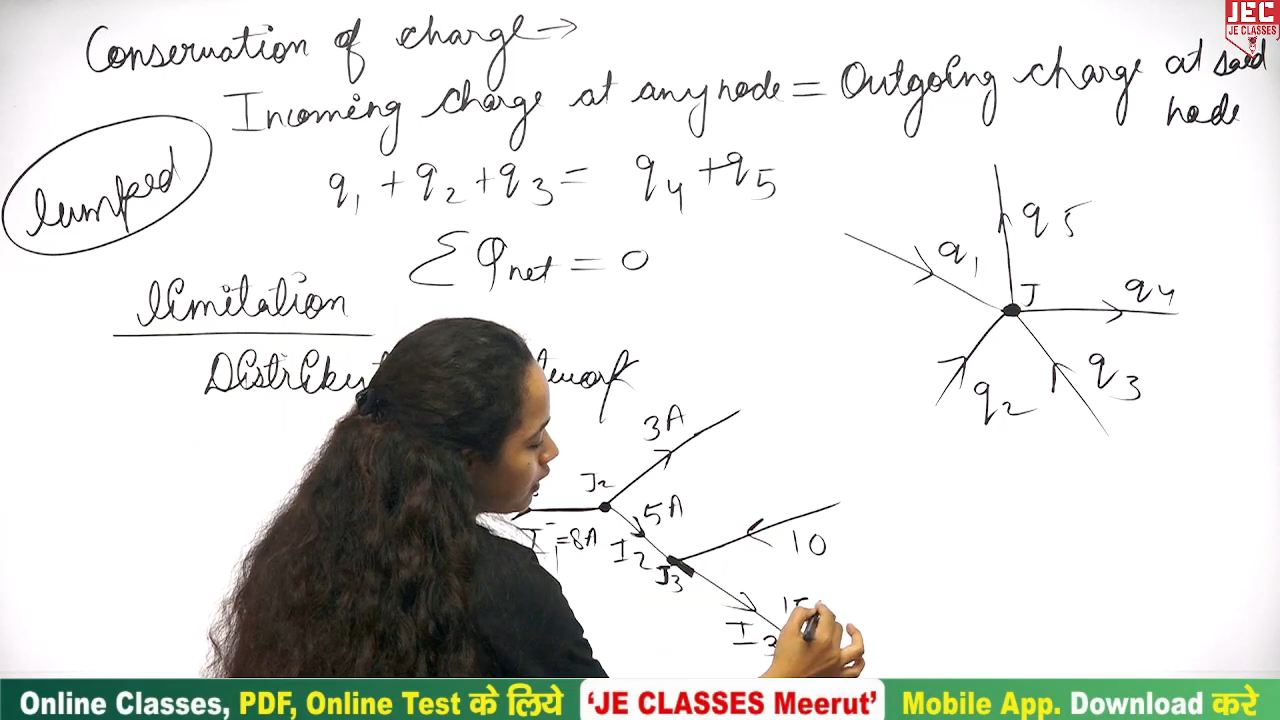 Conservation of charge →
Incoming charge at any node = Outgoing charge at said node
lumped
q1 + q2 + q3 = q4 + q5
Σ φnet = 0
limitation
q5
q1
J
q4
q2
q3
3A
J2
5A
I1 = 8A
I2
J3
10
I3
JEC
JE CLASSES
Online Classes, PDF, Online Test के लिये 'JE CLASSES Meerut' Mobile App. Download करे